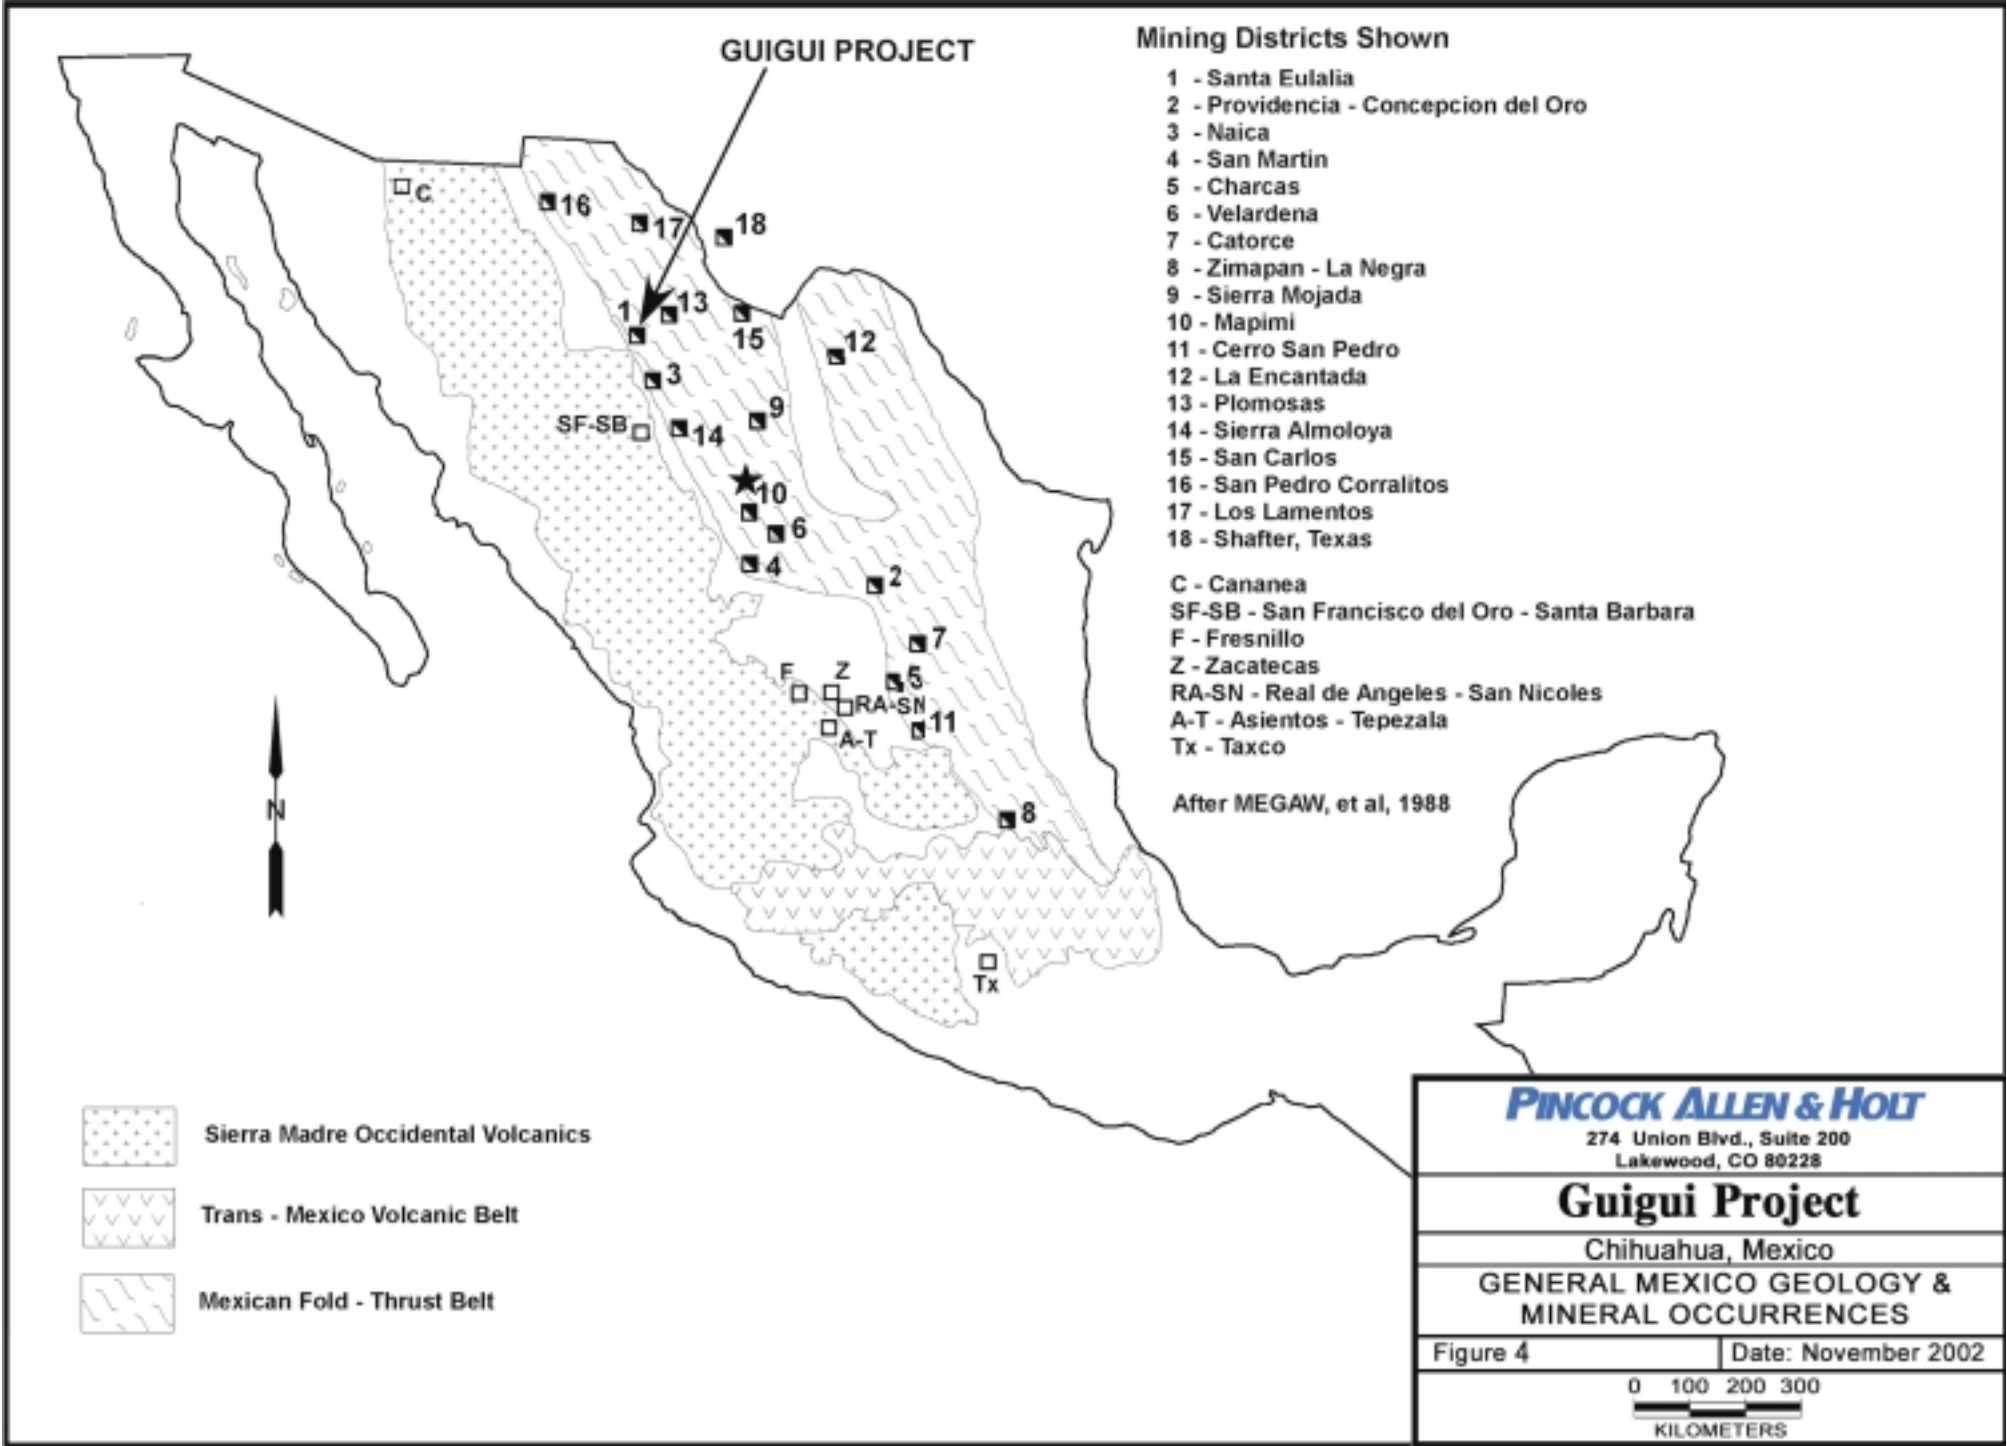 GUIGUI PROJECT
Mining Districts Shown
1 - Santa Eulalia
2 - Providencia - Concepcion del Oro
3 - Naica
4 - San Martin
5 - Charcas
6 - Velardena
7 - Catorce
8 - Zimapan - La Negra
9 - Sierra Mojada
10 - Mapimi
11 - Cerro San Pedro
12 - La Encantada
13 - Plomosas
14 - Sierra Almoloya
15 - San Carlos
16 - San Pedro Corralitos
17 - Los Lamentos
18 - Shafter, Texas
C - Cananea
SF-SB - San Francisco del Oro - Santa Barbara
F - Fresnillo
Z - Zacatecas
RA-SN - Real de Angeles - San Nicoles
A-T - Asientos - Tepezala
Tx - Taxco
After MEGAW, et al, 1988
C
16
17
18
1
13
15
12
3
9
SF-SB
14
10
6
4
2
7
F
Z
5
RA-SN
11
A-T
8
Tx
N
Sierra Madre Occidental Volcanics
Trans - Mexico Volcanic Belt
Mexican Fold - Thrust Belt
PINCOCK ALLEN & HOLT
274 Union Blvd., Suite 200
Lakewood, CO 80228
Guigui Project
Chihuahua, Mexico
GENERAL MEXICO GEOLOGY &
MINERAL OCCURRENCES
Figure 4
Date: November 2002
0 100 200 300
KILOMETERS